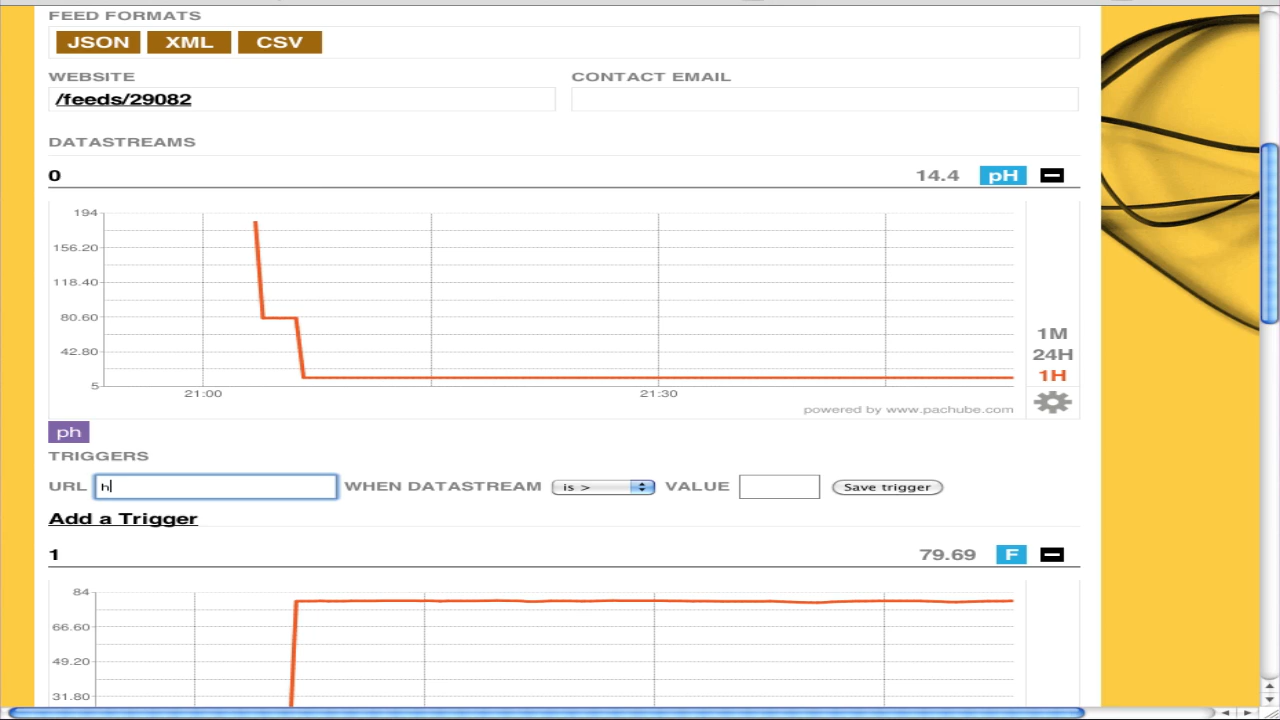 FEED FORMATS
JSON XML CSV
WEBSITE CONTACT EMAIL
/feeds/29082
DATASTREAMS
0 14.4 pH
194
156.20
118.40
80.60
42.80
5
21:00 21:30
1M
24H
1H
powered by www.pachube.com
ph
TRIGGERS
URL h WHEN DATASTREAM is > VALUE Save trigger
Add a Trigger
1 79.69 F
84
66.60
49.20
31.80